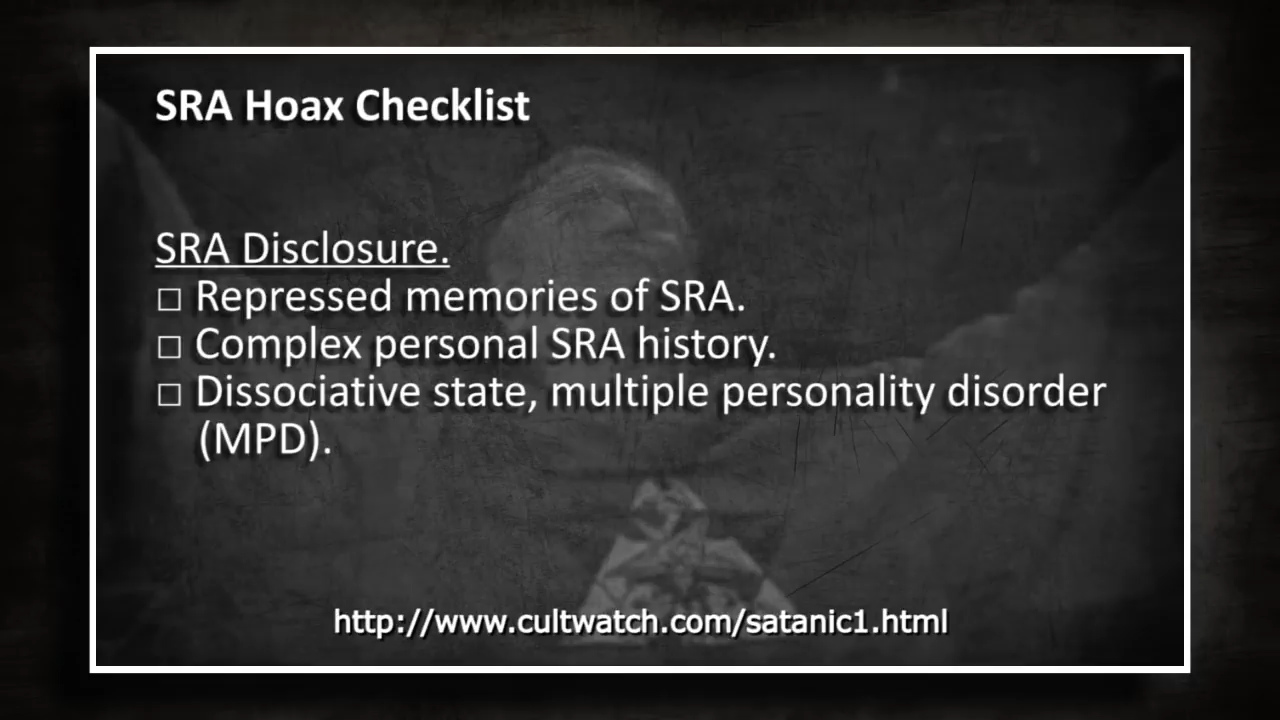 SRA Hoax Checklist
SRA Disclosure.
□ Repressed memories of SRA.
□ Complex personal SRA history.
□ Dissociative state, multiple personality disorder
(MPD).
http://www.cultwatch.com/satanic1.html